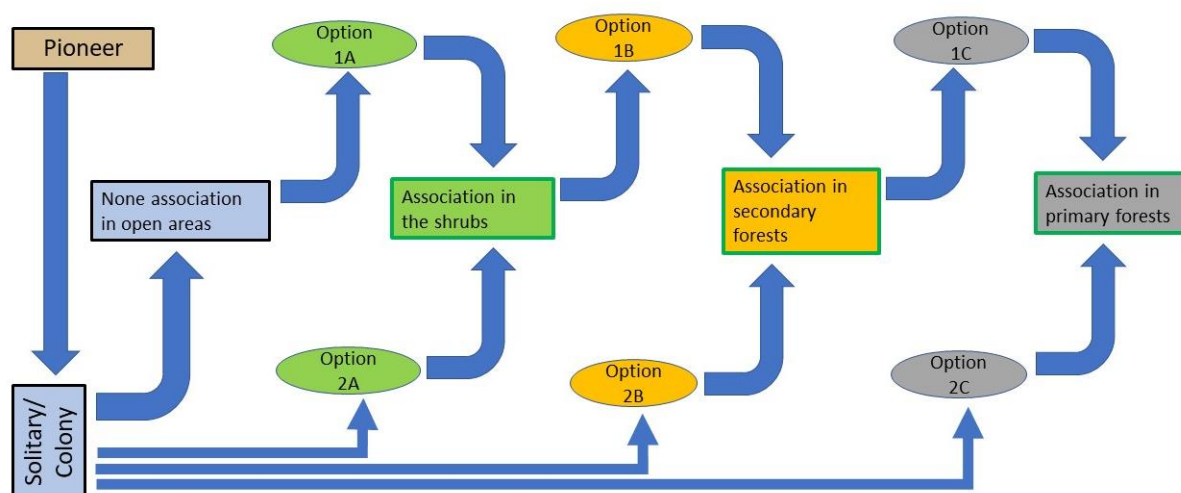 Pioneer
Option
1A
Option
1B
Option
1C
None association
in open areas
Association in
the shrubs
Association in
secondary
forests
Association in
primary forests
Option
2A
Option
2B
Option
2C
Solitary/
Colony